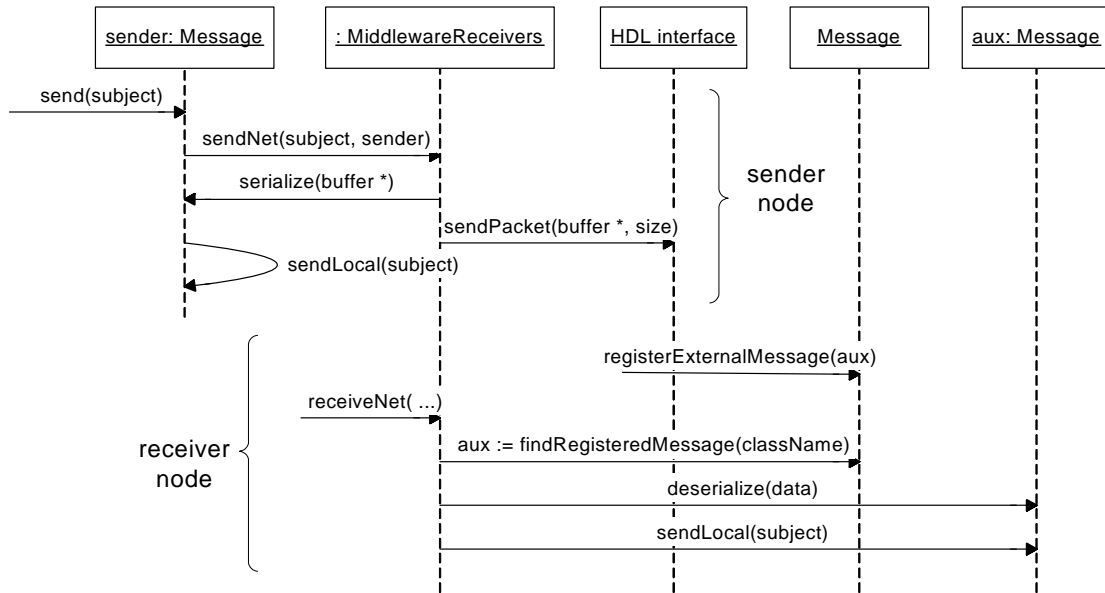 sender: Message
: MiddlewareReceivers
HDL interface
Message
aux: Message
send(subject)
sendNet(subject, sender)
serialize(buffer *)
sendPacket(buffer *, size)
sendLocal(subject)
sender
node
registerExternalMessage(aux)
receiveNet( ...)
aux := findRegisteredMessage(className)
receiver
node
deserialize(data)
sendLocal(subject)